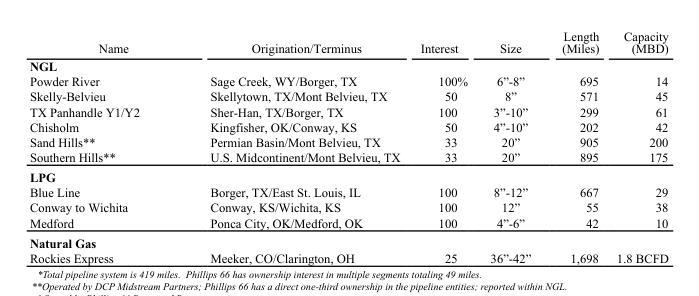 Length Capacity
Name Origination/Terminus Interest Size (Miles) (MBD)
NGL
Powder River Sage Creek, WY/Borger, TX 100% 6”-8” 695 14
Skelly-Belvieu Skellytown, TX/Mont Belvieu, TX 50 8” 571 45
TX Panhandle Y1/Y2 Sher-Han, TX/Borger, TX 100 3”-10” 299 61
Chisholm Kingfisher, OK/Conway, KS 50 4”-10” 202 42
Sand Hills** Permian Basin/Mont Belvieu, TX 33 20” 905 200
Southern Hills** U.S. Midcontinent/Mont Belvieu, TX 33 20” 895 175
LPG
Blue Line Borger, TX/East St. Louis, IL 100 8”-12” 667 29
Conway to Wichita Conway, KS/Wichita, KS 100 12” 55 38
Medford Ponca City, OK/Medford, OK 100 4”-6” 42 10
Natural Gas
Rockies Express Meeker, CO/Clarington, OH 25 36”-42” 1,698 1.8 BCFD
*Total pipeline system is 419 miles. Phillips 66 has ownership interest in multiple segments totaling 49 miles.
**Operated by DCP Midstream Partners; Phillips 66 has a direct one-third ownership in the pipeline entities; reported within NGL.